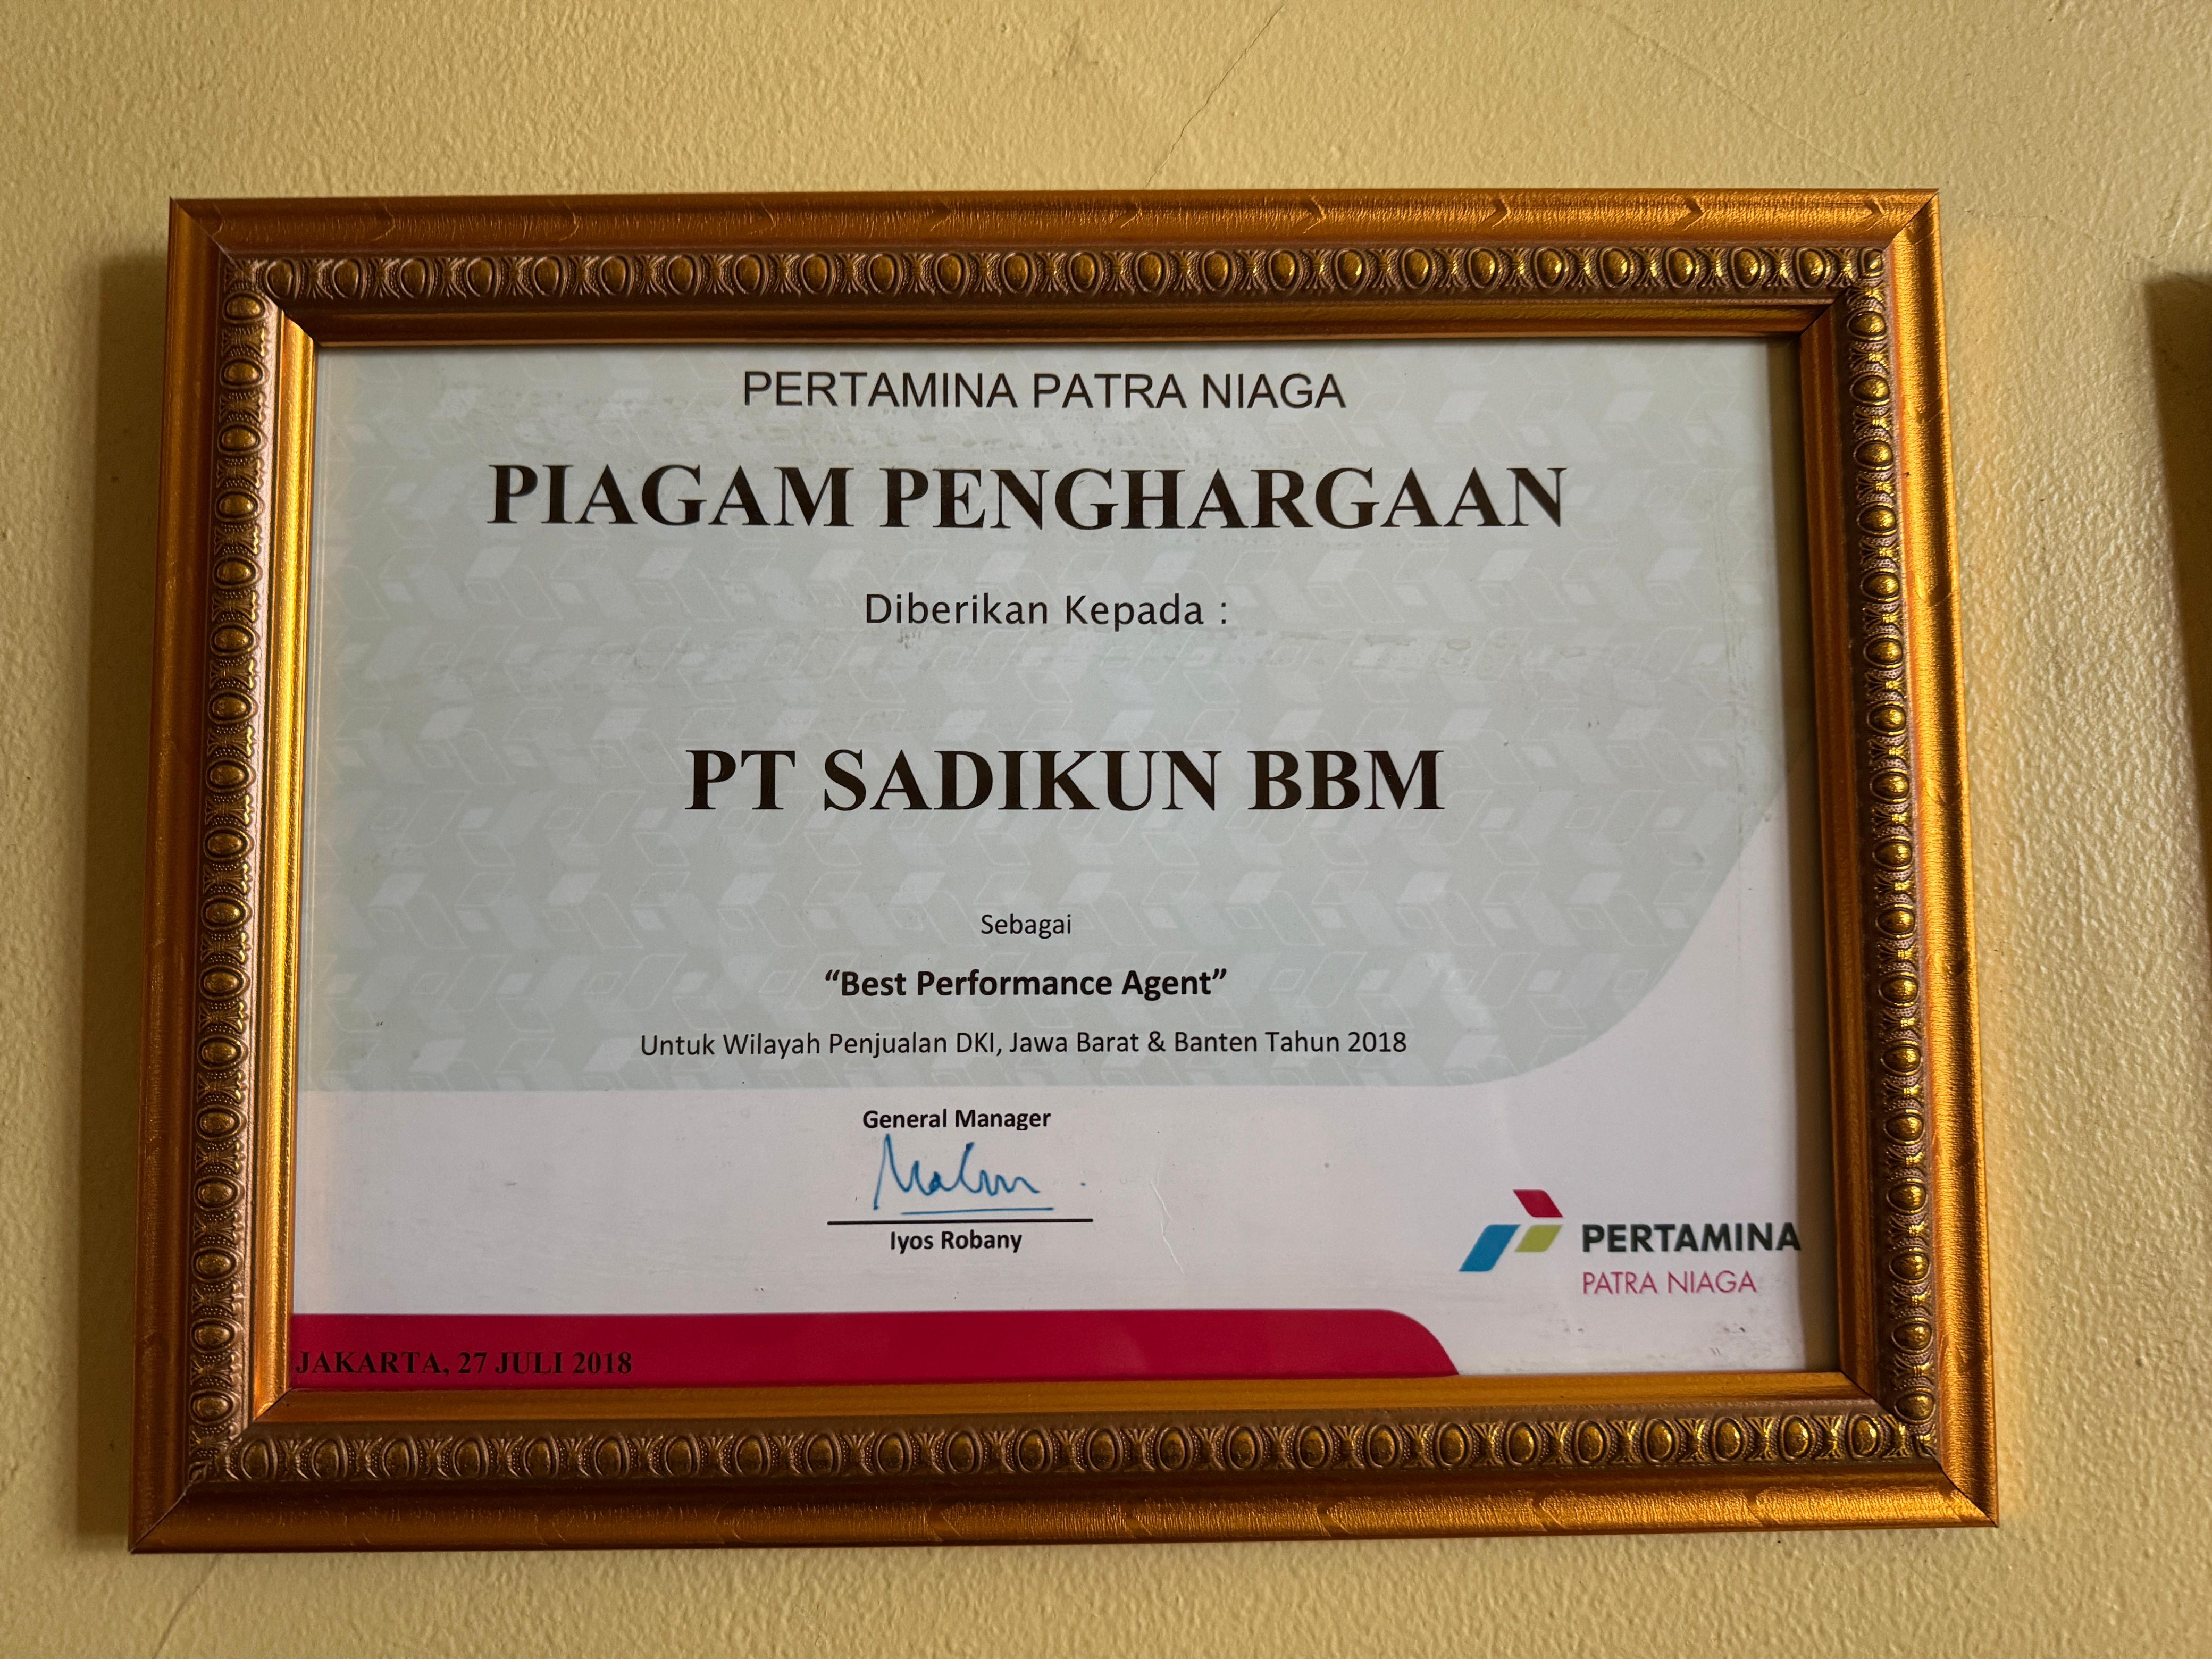 PERTAMINA PATRA NIAGA
PIAGAM PENGHARGAAN
Diberikan Kepada :
PT SADIKUN BBM
Sebagai
“Best Performance Agent”
Untuk Wilayah Penjualan DKI, Jawa Barat & Banten Tahun 2018
General Manager
Iyos Robany
PERTAMINA
PATRA NIAGA
JAKARTA, 27 JULI 2018